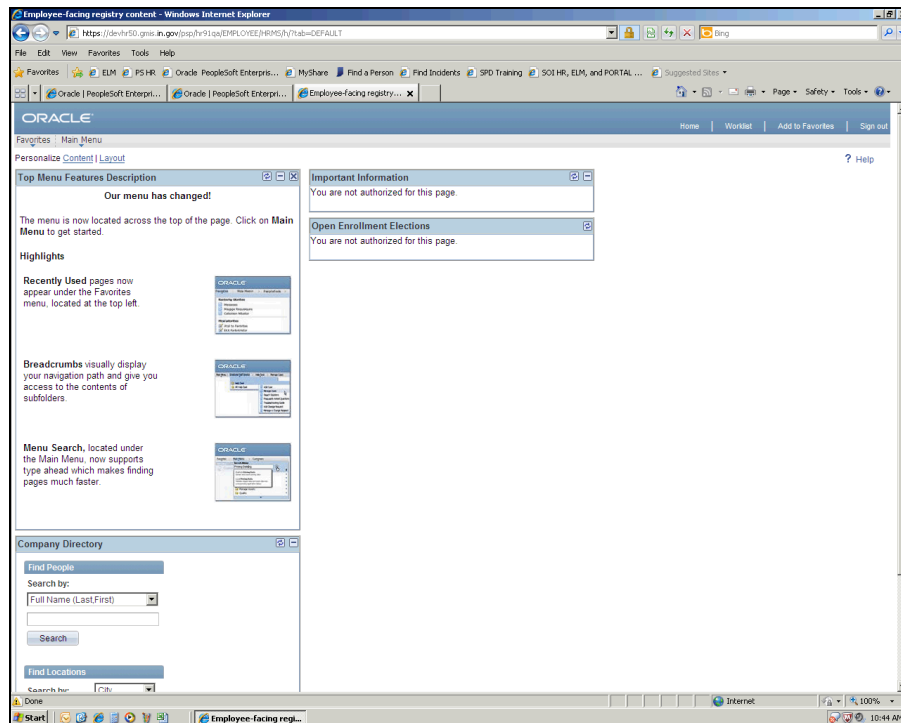 Employee-facing registry content - Windows Internet Explorer
https://devhr50.gmis.in.gov/psp/hr91qa/EMPLOYEE/HRMS/h/?tab=DEFAULT
Bing
File Edit View Favorites Tools Help
Favorites ELM PS HR Oracle PeopleSoft Enterpris... MyShare Find a Person Find Incidents SPD Training SOI HR, ELM, and PORTAL ... Suggested Sites
Oracle | PeopleSoft Enterpri... Oracle | PeopleSoft Enterpri... Employee-facing registry... Page Safety Tools
ORACLE
Home | Worklist | Add to Favorites | Sign out
Favorites Main Menu
Personalize Content | Layout
? Help
Top Menu Features Description
Our menu has changed!
The menu is now located across the top of the page. Click on Main
Menu to get started.
Highlights
Recently Used pages now
appear under the Favorites
menu, located at the top left.
ORACLE
Breadcrumbs visually display
your navigation path and give you
access to the contents of
subfolders.
ORACLE
Menu Search, located under
the Main Menu, now supports
type ahead which makes finding
pages much faster.
ORACLE
Important Information
You are not authorized for this page.
Open Enrollment Elections
You are not authorized for this page.
Company Directory
Find People
Search by:
Full Name (Last,First)
Search
Find Locations
Search by: City
Done
Internet
100%
Start
Employee-facing regi...
10:44 AM